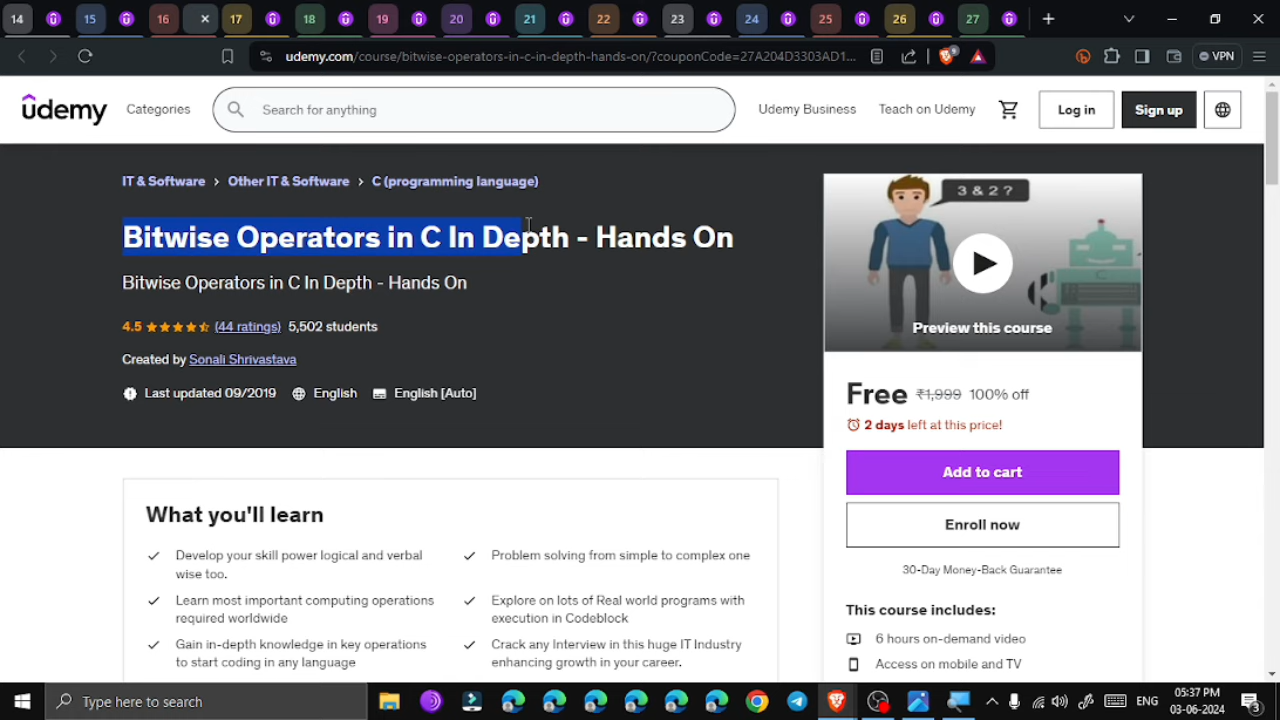 14 15 16 17 18 19 20 21 22 23 24 25 26 27
udemy.com/course/bitwise-operators-in-c-in-depth-hands-on/?couponCode=27A204D3303AD1...
9
VPN
ûdemy
Categories
Search for anything
Udemy Business
Teach on Udemy
Log in
Sign up
IT & Software > Other IT & Software > C (programming language)
Bitwise Operators in C In Depth - Hands On
Bitwise Operators in C In Depth - Hands On
4.5 (44 ratings) 5,502 students
Created by Sonali Shrivastava
Last updated 09/2019 English English [Auto]
3 & 2 ?
Preview this course
Free ₹1,999 100% off
2 days left at this price!
Add to cart
Enroll now
30-Day Money-Back Guarantee
This course includes:
6 hours on-demand video
Access on mobile and TV
What you'll learn
Develop your skill power logical and verbal
wise too.
Learn most important computing operations
required worldwide
Gain in-depth knowledge in key operations
to start coding in any language
Problem solving from simple to complex one
Explore on lots of Real world programs with
execution in Codeblock
Crack any Interview in this huge IT Industry
enhancing growth in your career.
Type here to search
ENG
05:37 PM
03-06-2024
3